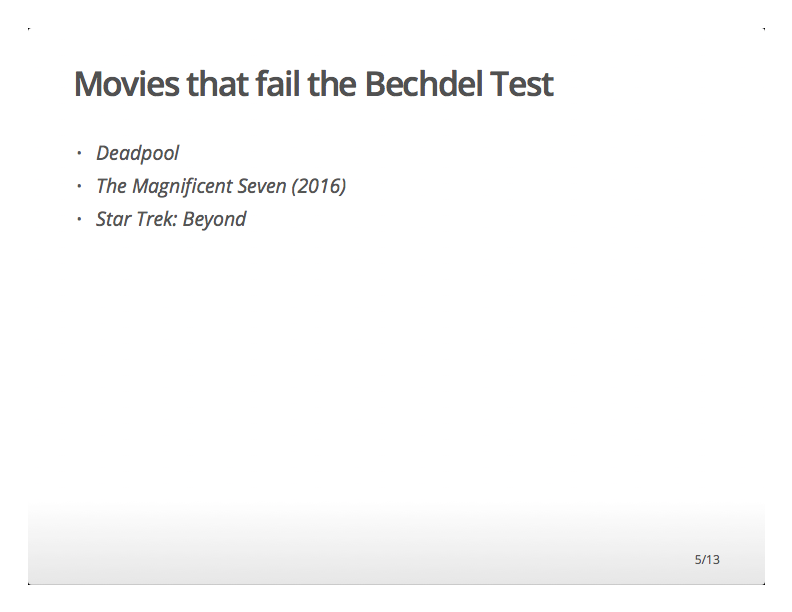 Movies that fail the Bechdel Test
• Deadpool
• The Magnificent Seven (2016)
• Star Trek: Beyond
5/13